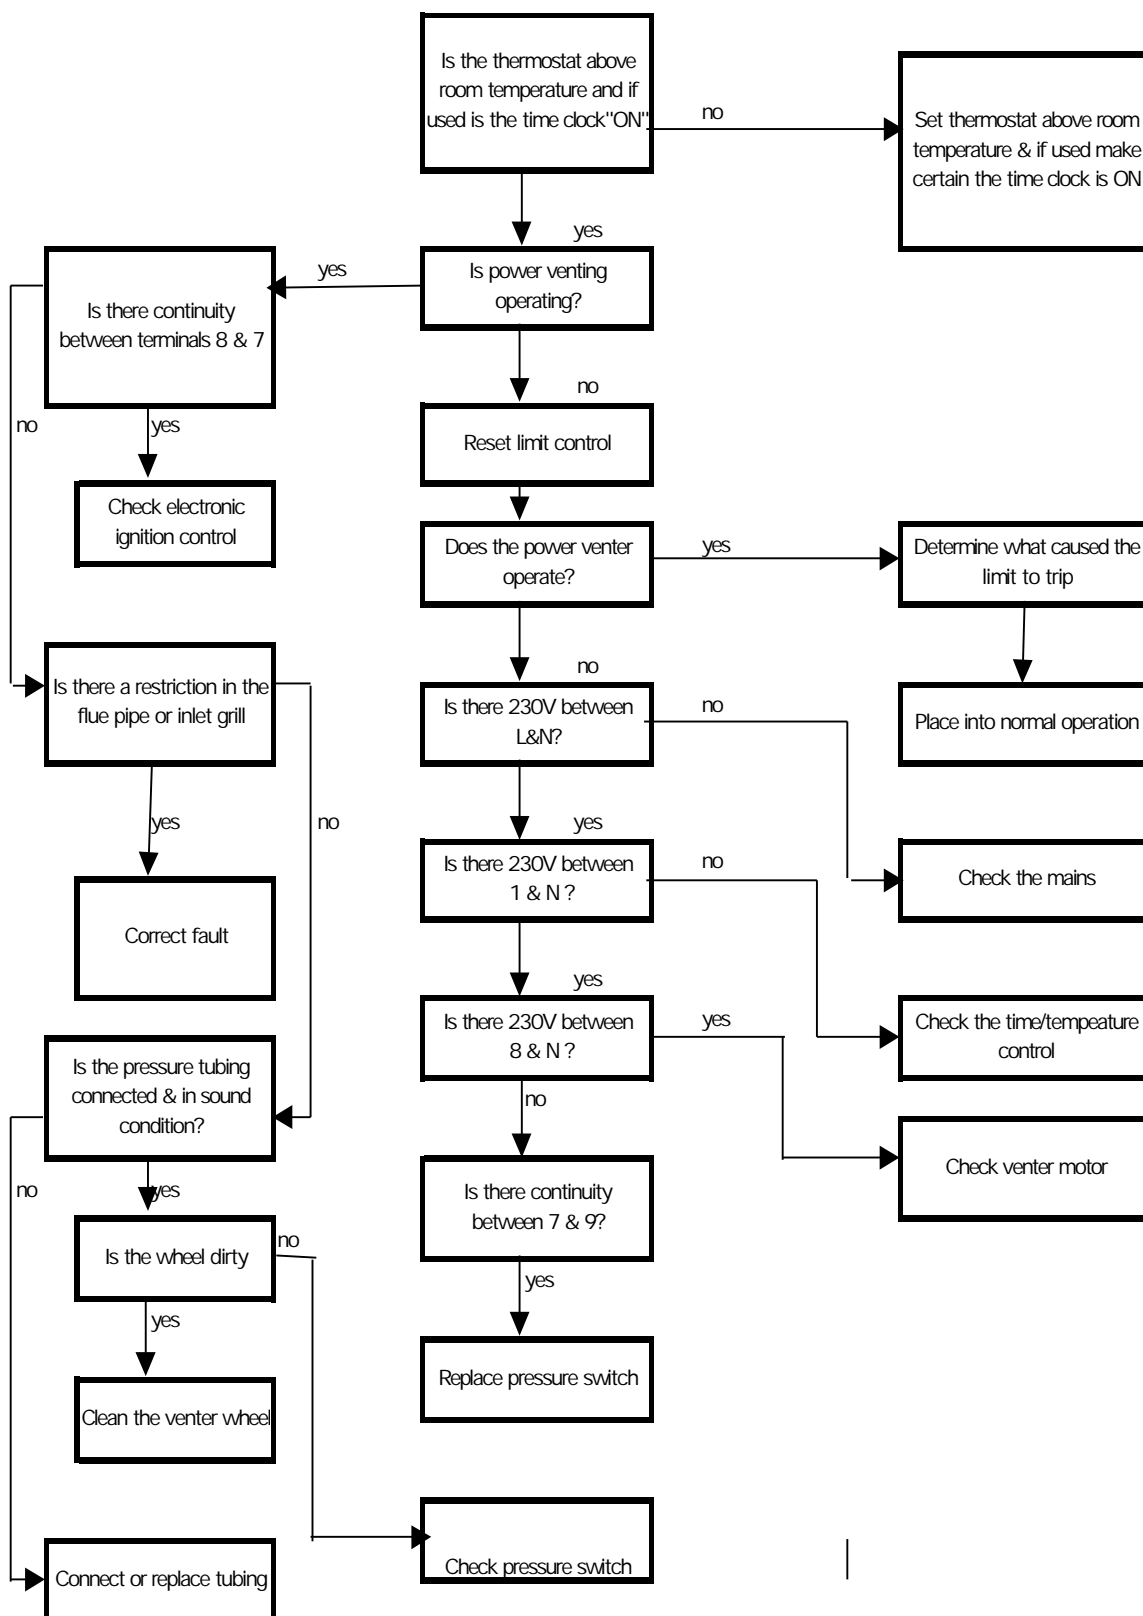 Is the thermostat above
room temperature and if
used is the time clock"ON"
no
Set thermostat above room
temperature & if used make
certain the time clock is ON
yes
Is power venting
operating?
yes
Is there continuity
between terminals 8 & 7
no
yes
Check electronic
ignition control
no
Reset limit control
Does the power venter
operate?
yes
Determine what caused the
limit to trip
Place into normal operation
no
Is there 230V between
L&N?
no
Check the mains
yes
Is there 230V between
1 & N ?
no
Check the time/tempeature
control
yes
Is there 230V between
8 & N ?
yes
Check venter motor
no
Is there continuity
between 7 & 9?
yes
Replace pressure switch
Is there a restriction in the
flue pipe or inlet grill
yes
no
Correct fault
Is the pressure tubing
connected & in sound
condition?
no
yes
Is the wheel dirty
no
yes
Clean the venter wheel
Check pressure switch
Connect or replace tubing